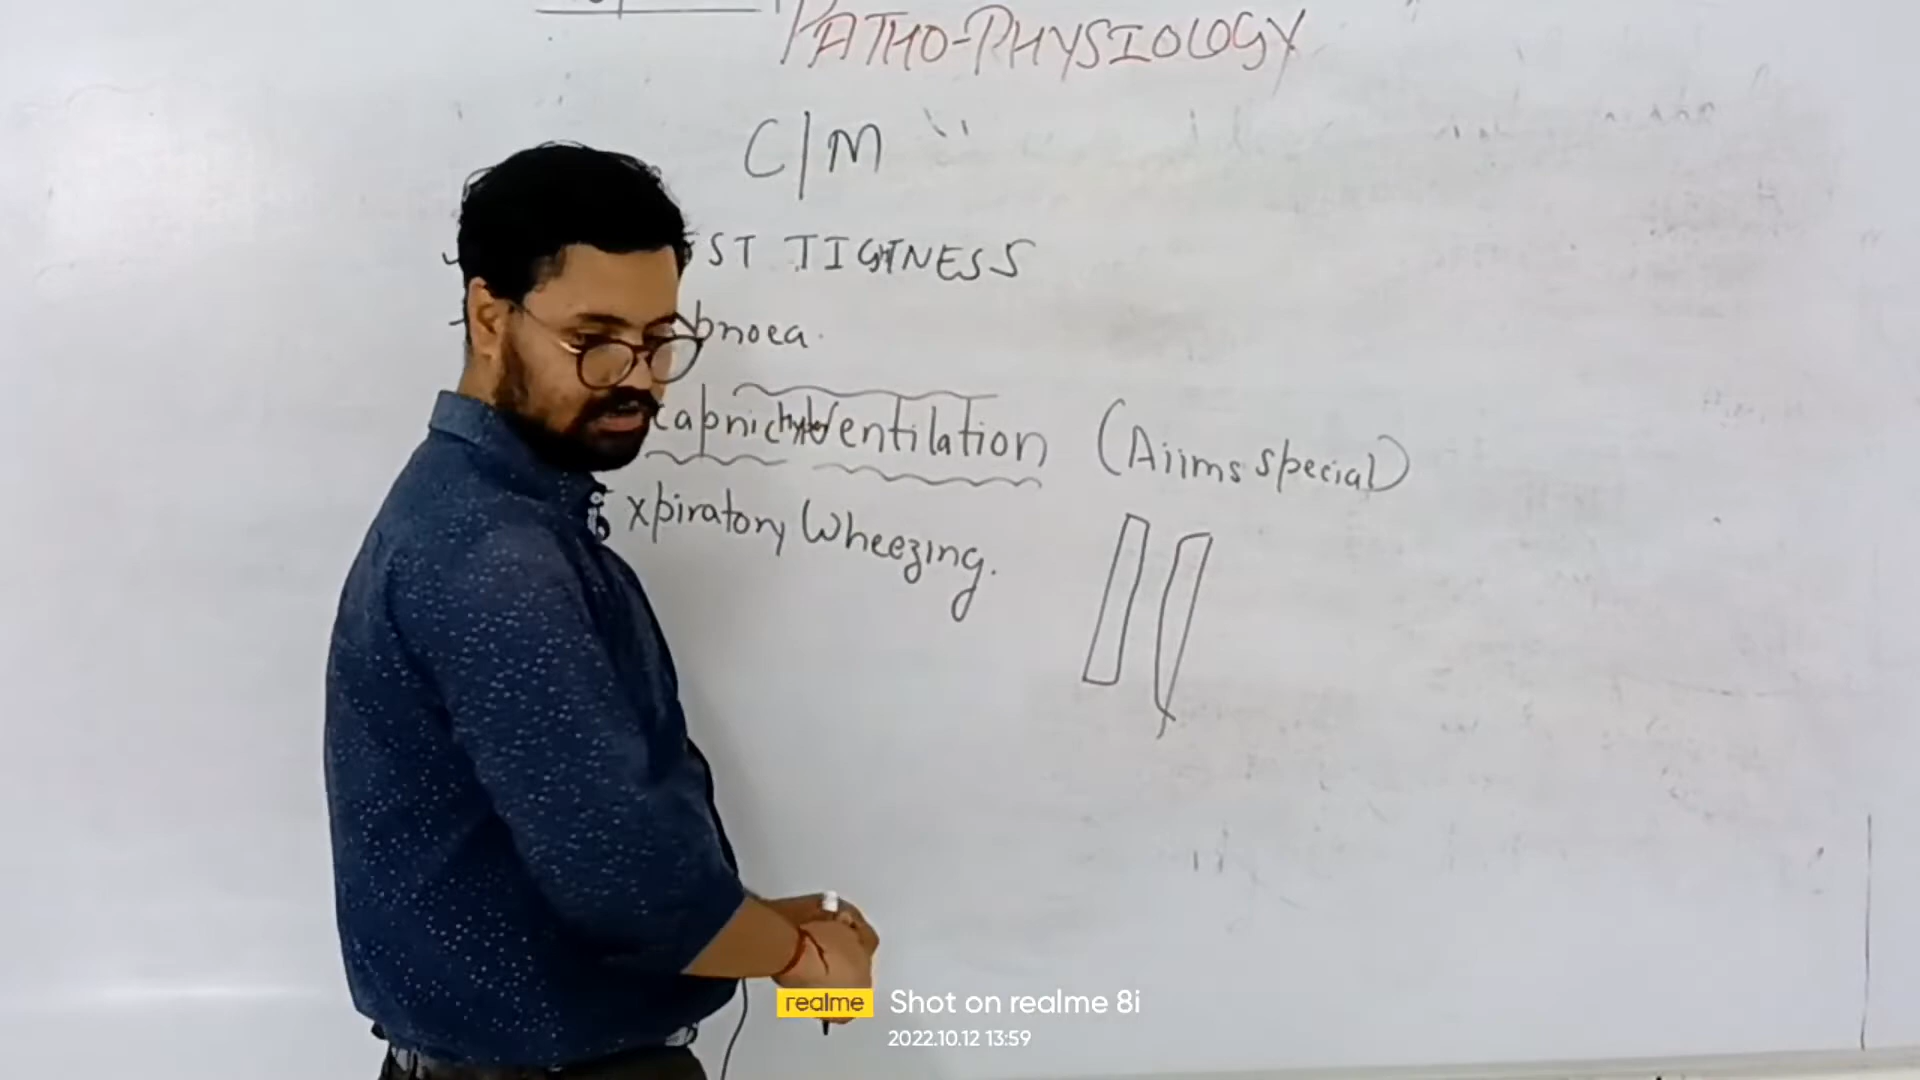 PATHO-PHYSIOLOGY
C/M
ST TIGTNESS
pnoea.
capnic hyper Ventilation (Aiims special)
xpiratory Wheezing.
realme Shot on realme 8i
2022.10.12 13:59